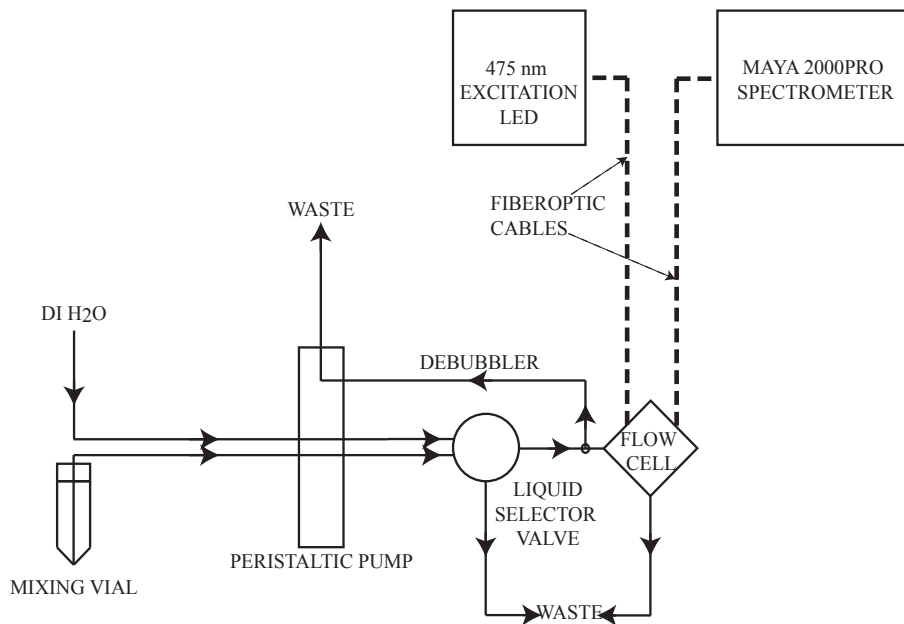 475 nm
EXCITATION
LED
MAYA 2000PRO
SPECTROMETER
FIBEROPTIC
CABLES
WASTE
DI H2O
DEBUBBLER
FLOW
CELL
LIQUID
SELECTOR
VALVE
PERISTALTIC PUMP
MIXING VIAL
WASTE